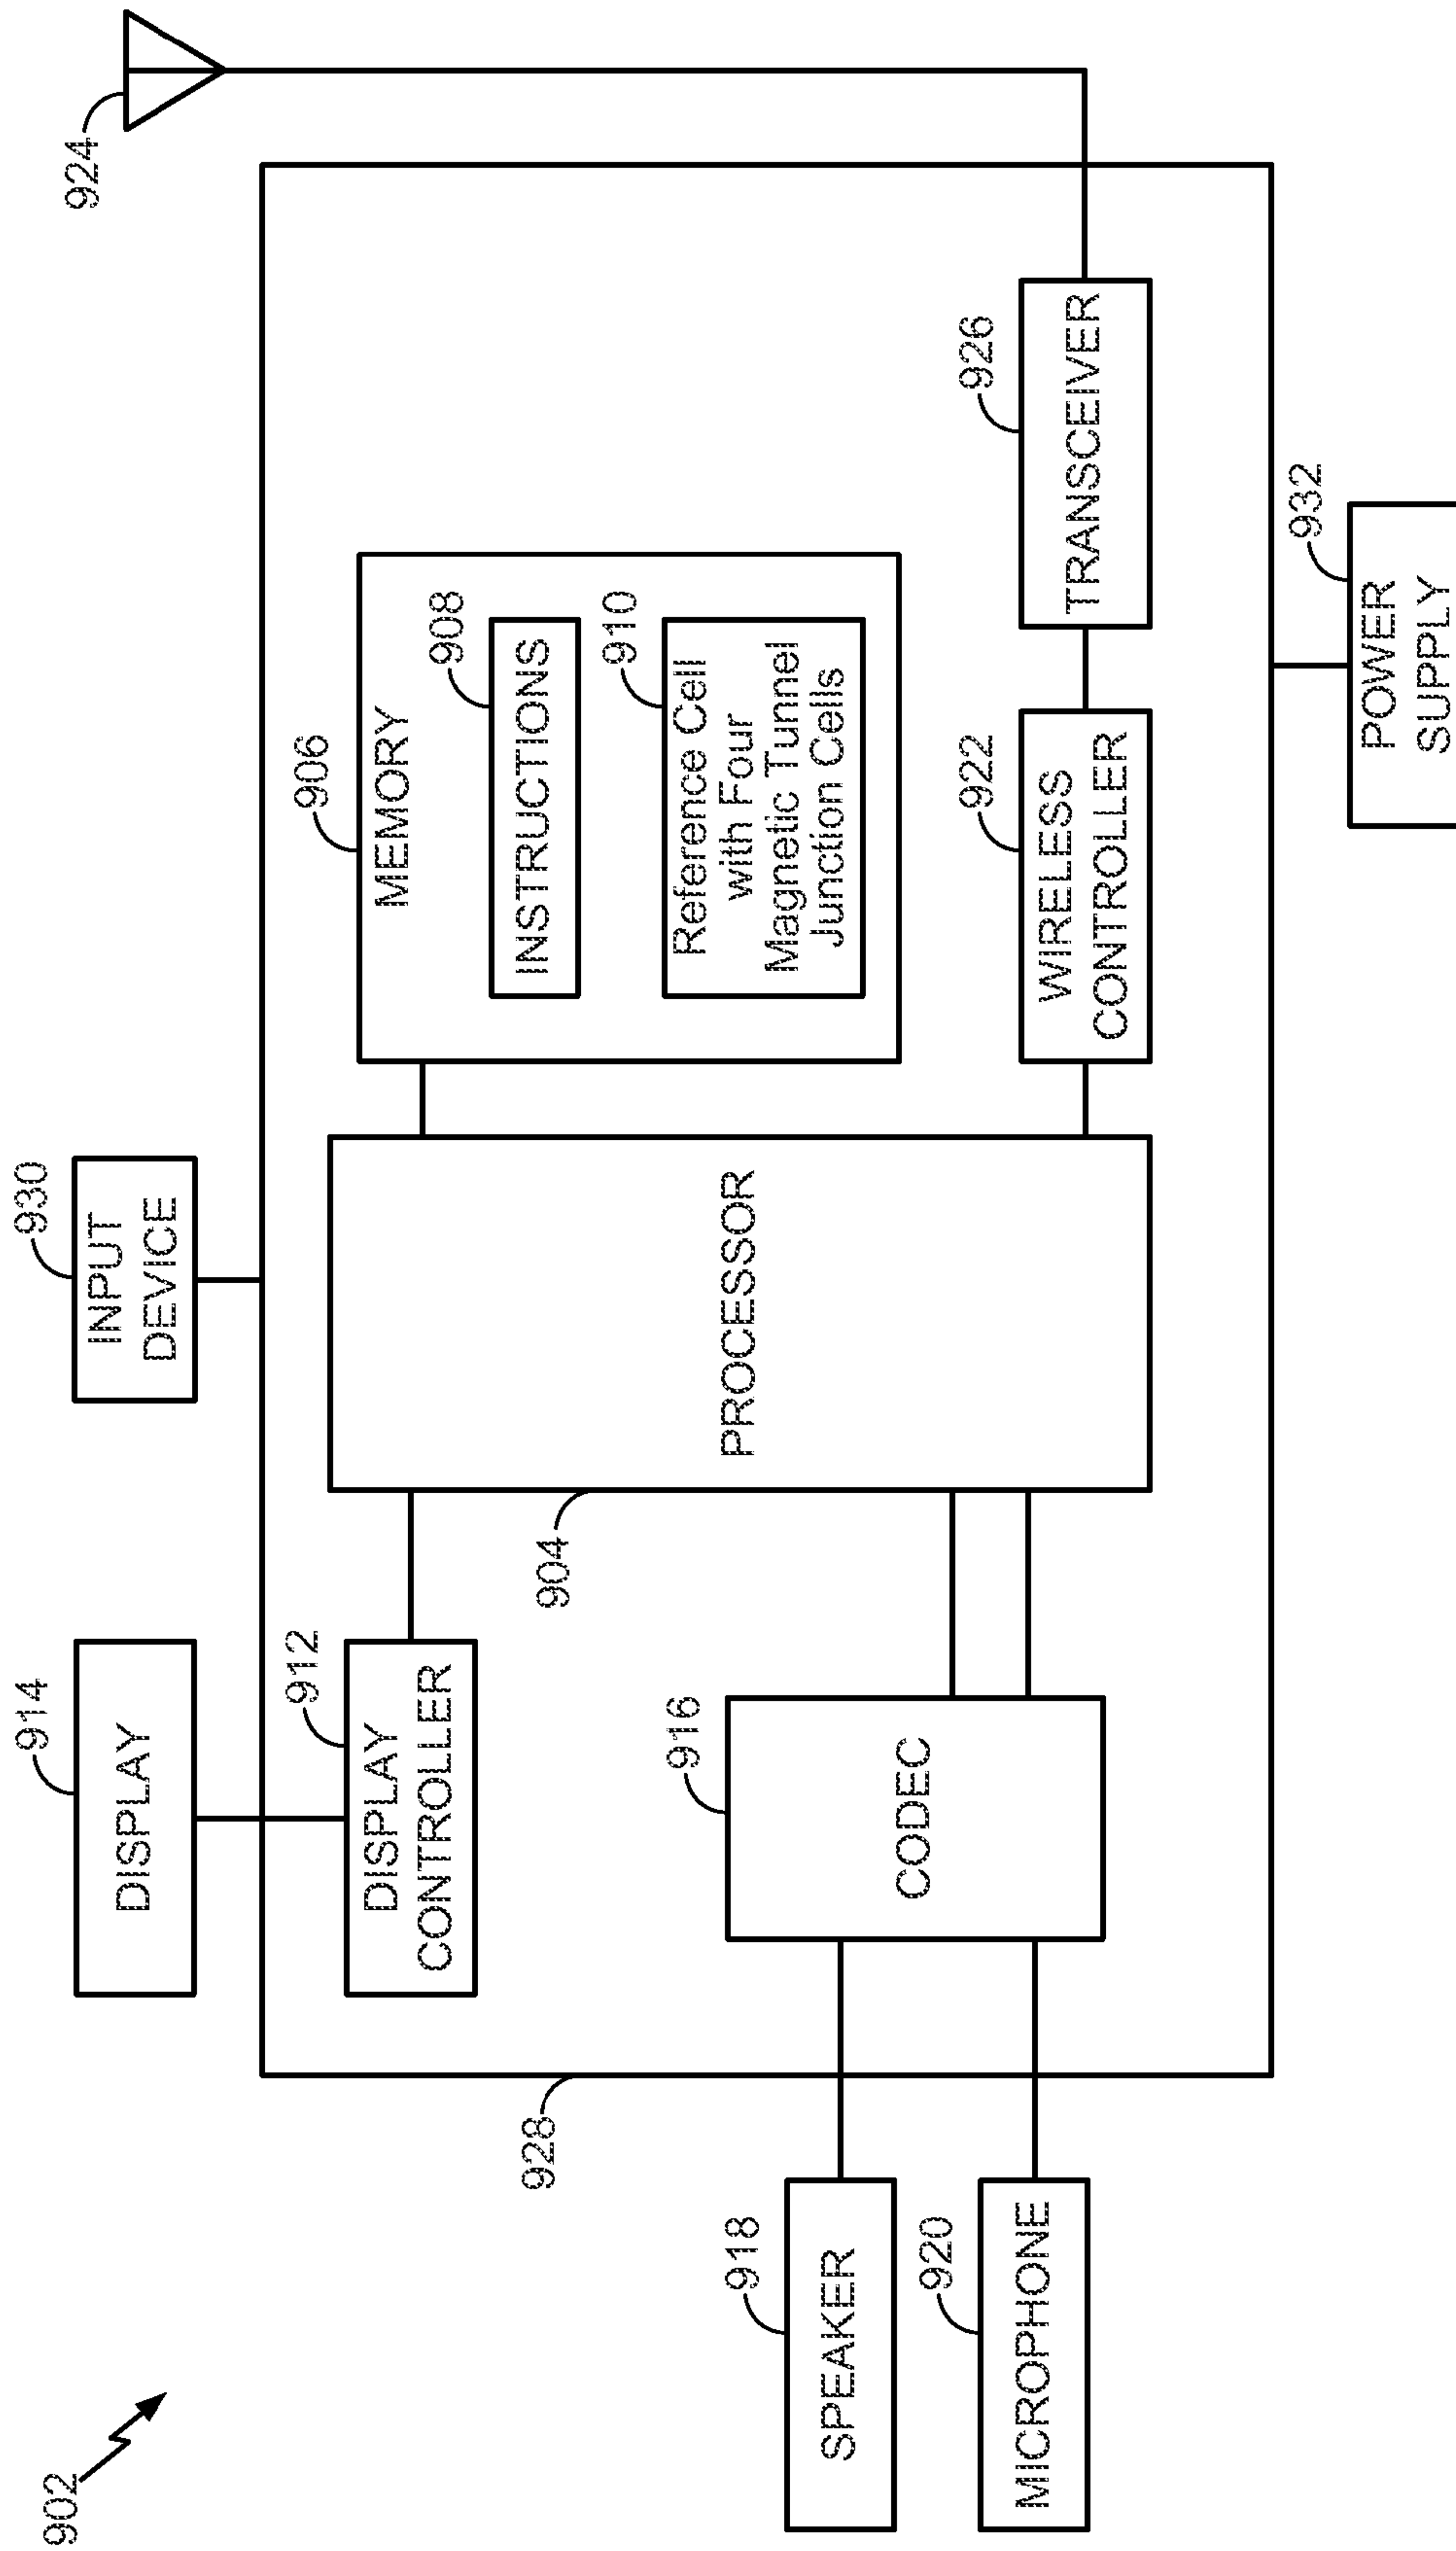 902
914
DISPLAY
930
INPUT
DEVICE
924
928
912
DISPLAY
CONTROLLER
904
PROCESSOR
906
MEMORY
908
INSTRUCTIONS
910
Reference Cell
with Four
Magnetic Tunnel
Junction Cells
918
SPEAKER
916
CODEC
920
MICROPHONE
922
WIRELESS
CONTROLLER
926
TRANSCEIVER
932
POWER
SUPPLY